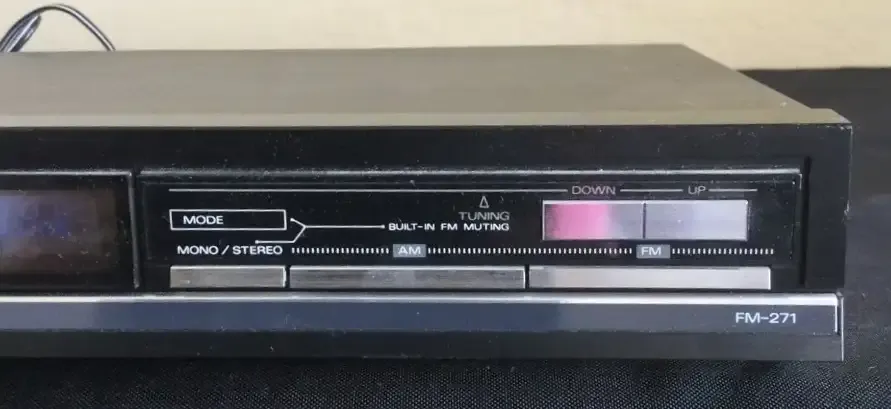 DOWN UP
TUNING
MODE
BUILT-IN FM MUTING
MONO / STEREO
AM FM
FM-271